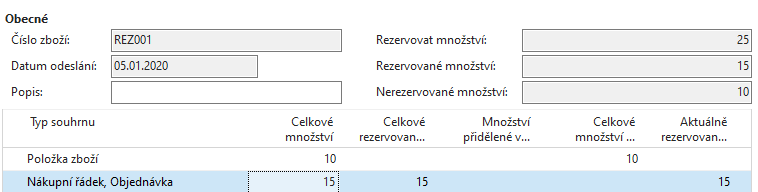 Obecné
Číslo zboží: REZ001 Rezervovat množství: 25
Datum odeslání: 05.01.2020 Rezervované množství: 15
Popis: Nerezervované množství: 10
Typ souhrnu Celkové množství Celkové rezervovan... Množství přidělené v... Celkové množství ... Aktuálně rezervovan...
Položka zboží 10 10
Nákupní řádek, Objednávka 15 15 15